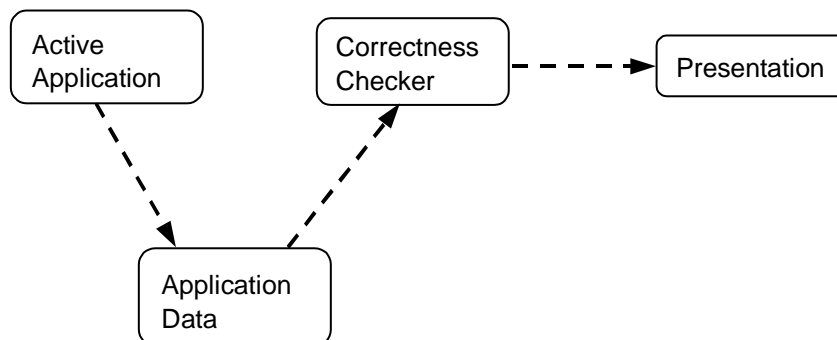 Active
Application
Correctness
Checker
Presentation
Application
Data